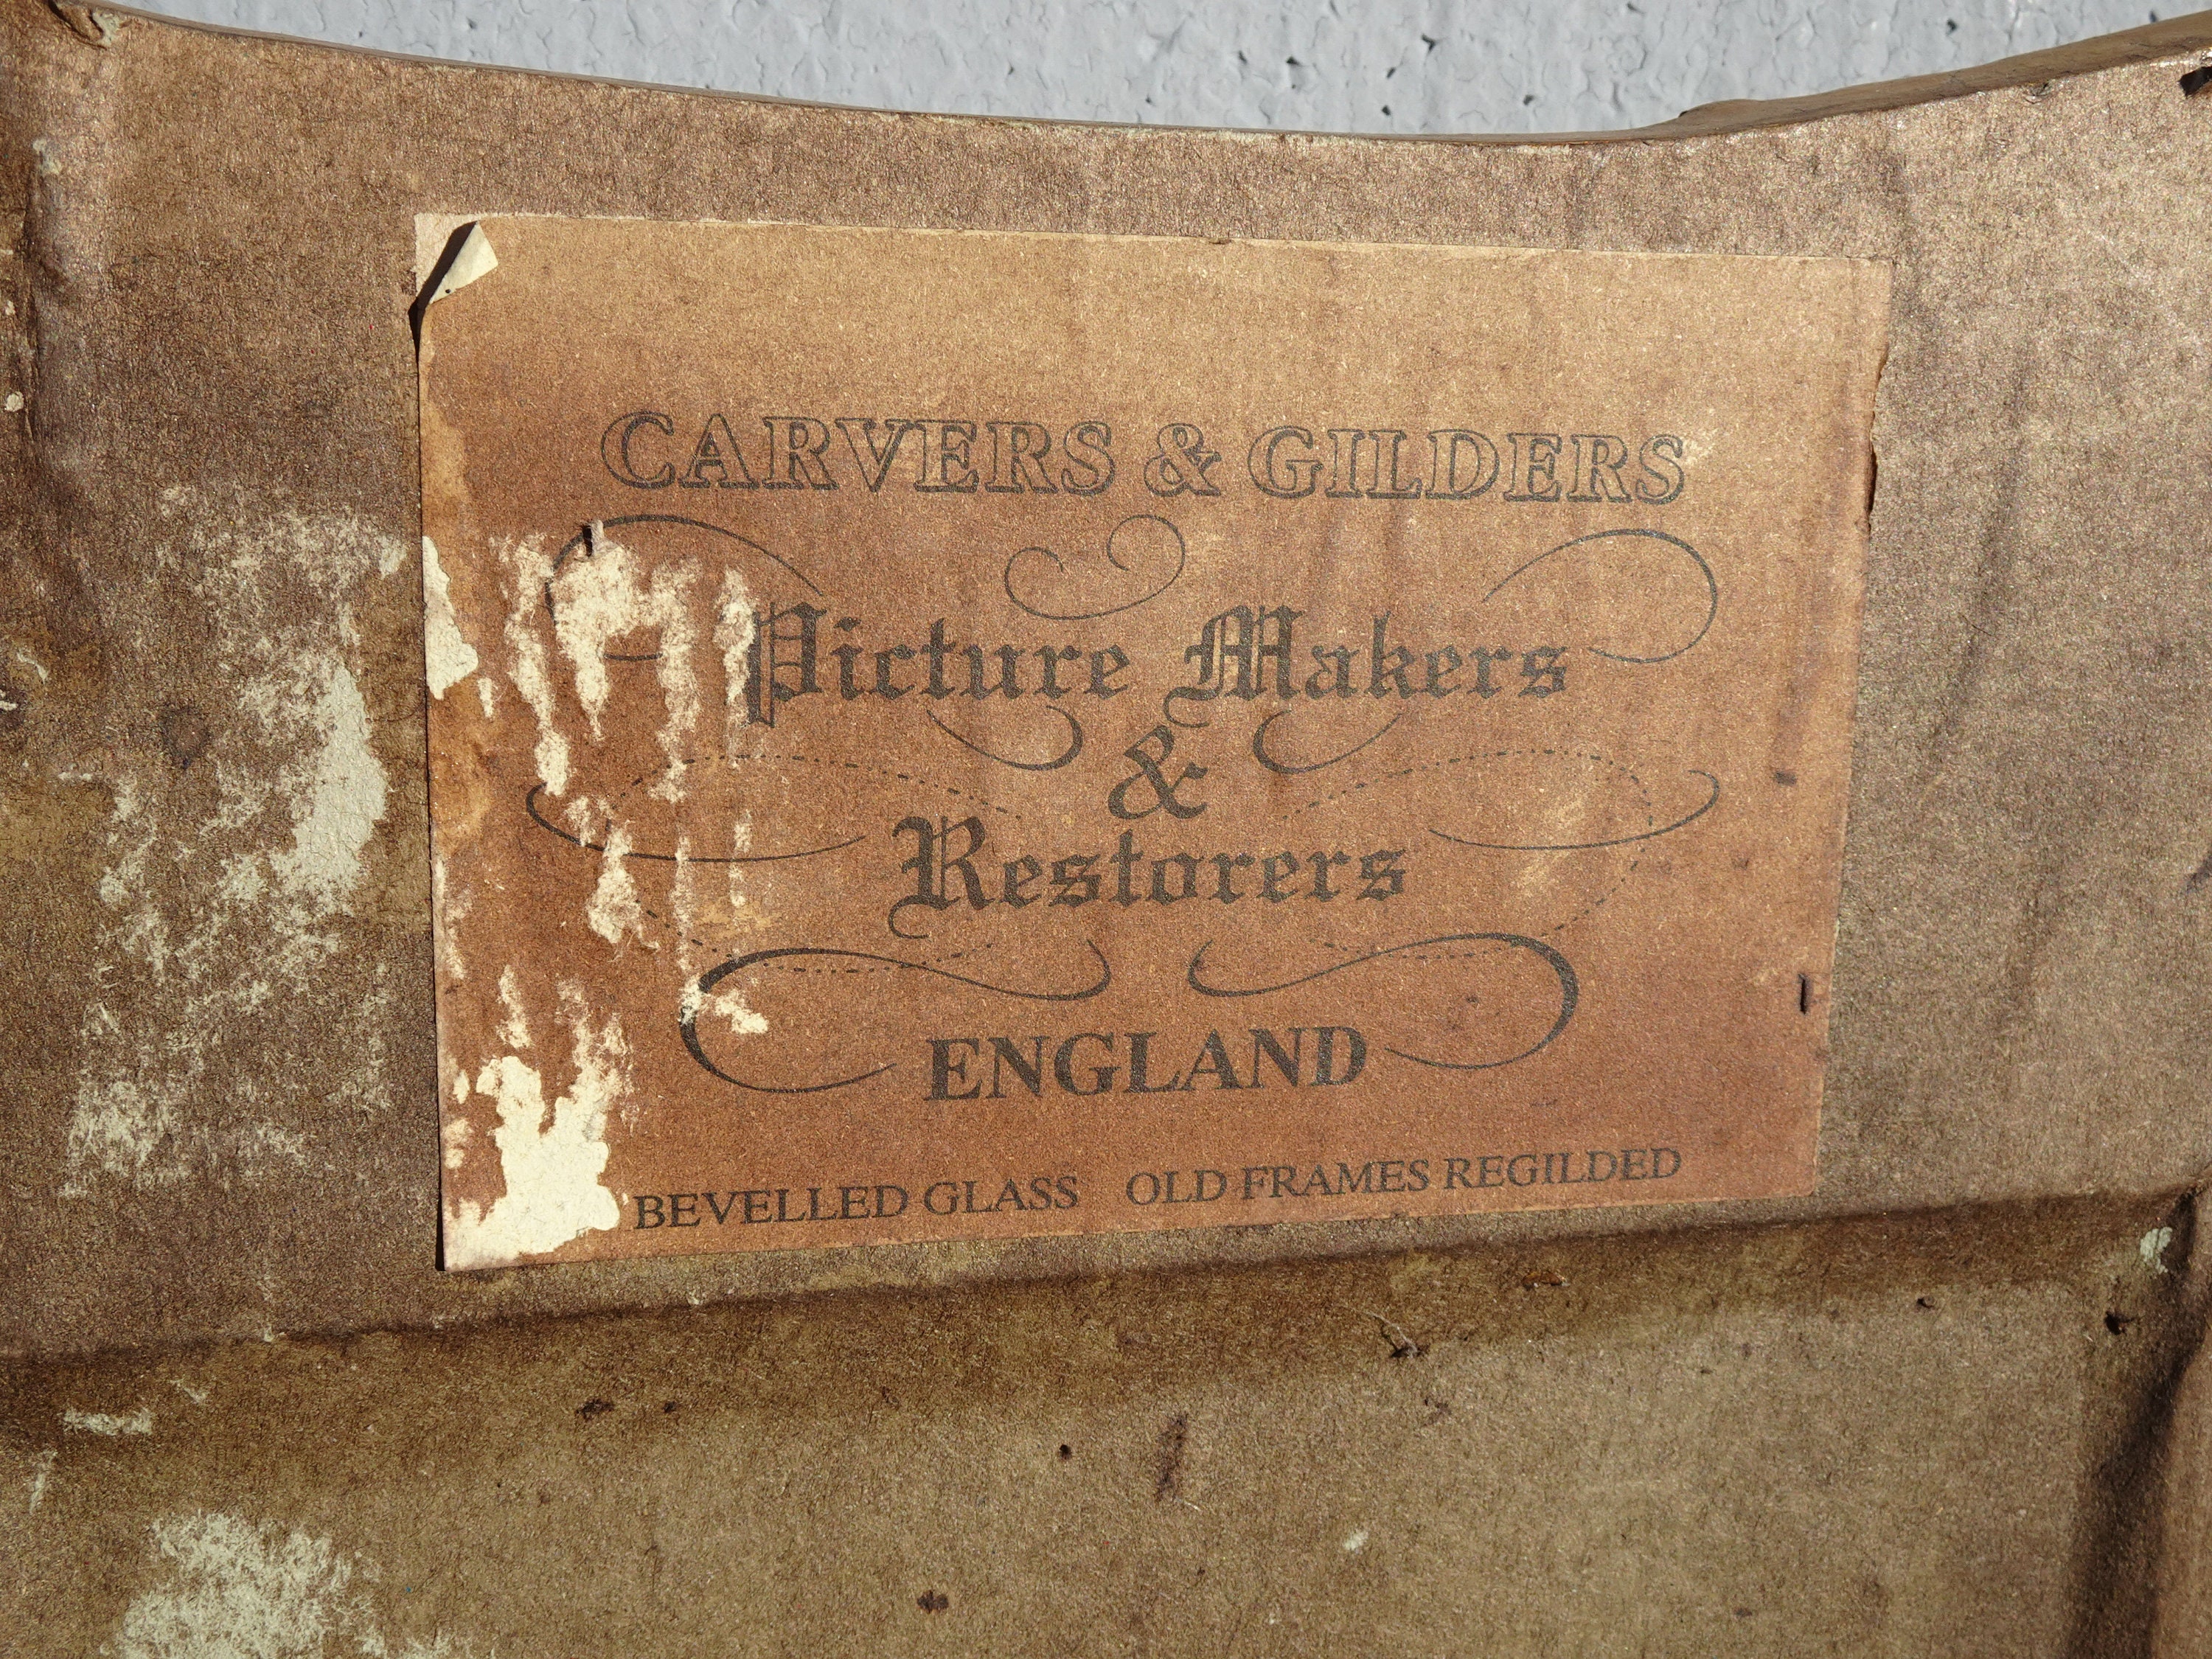 CARVERS & GILDERS
Picture Makers
&
Restorers
ENGLAND
BEVELLED GLASS OLD FRAMES REGILDED